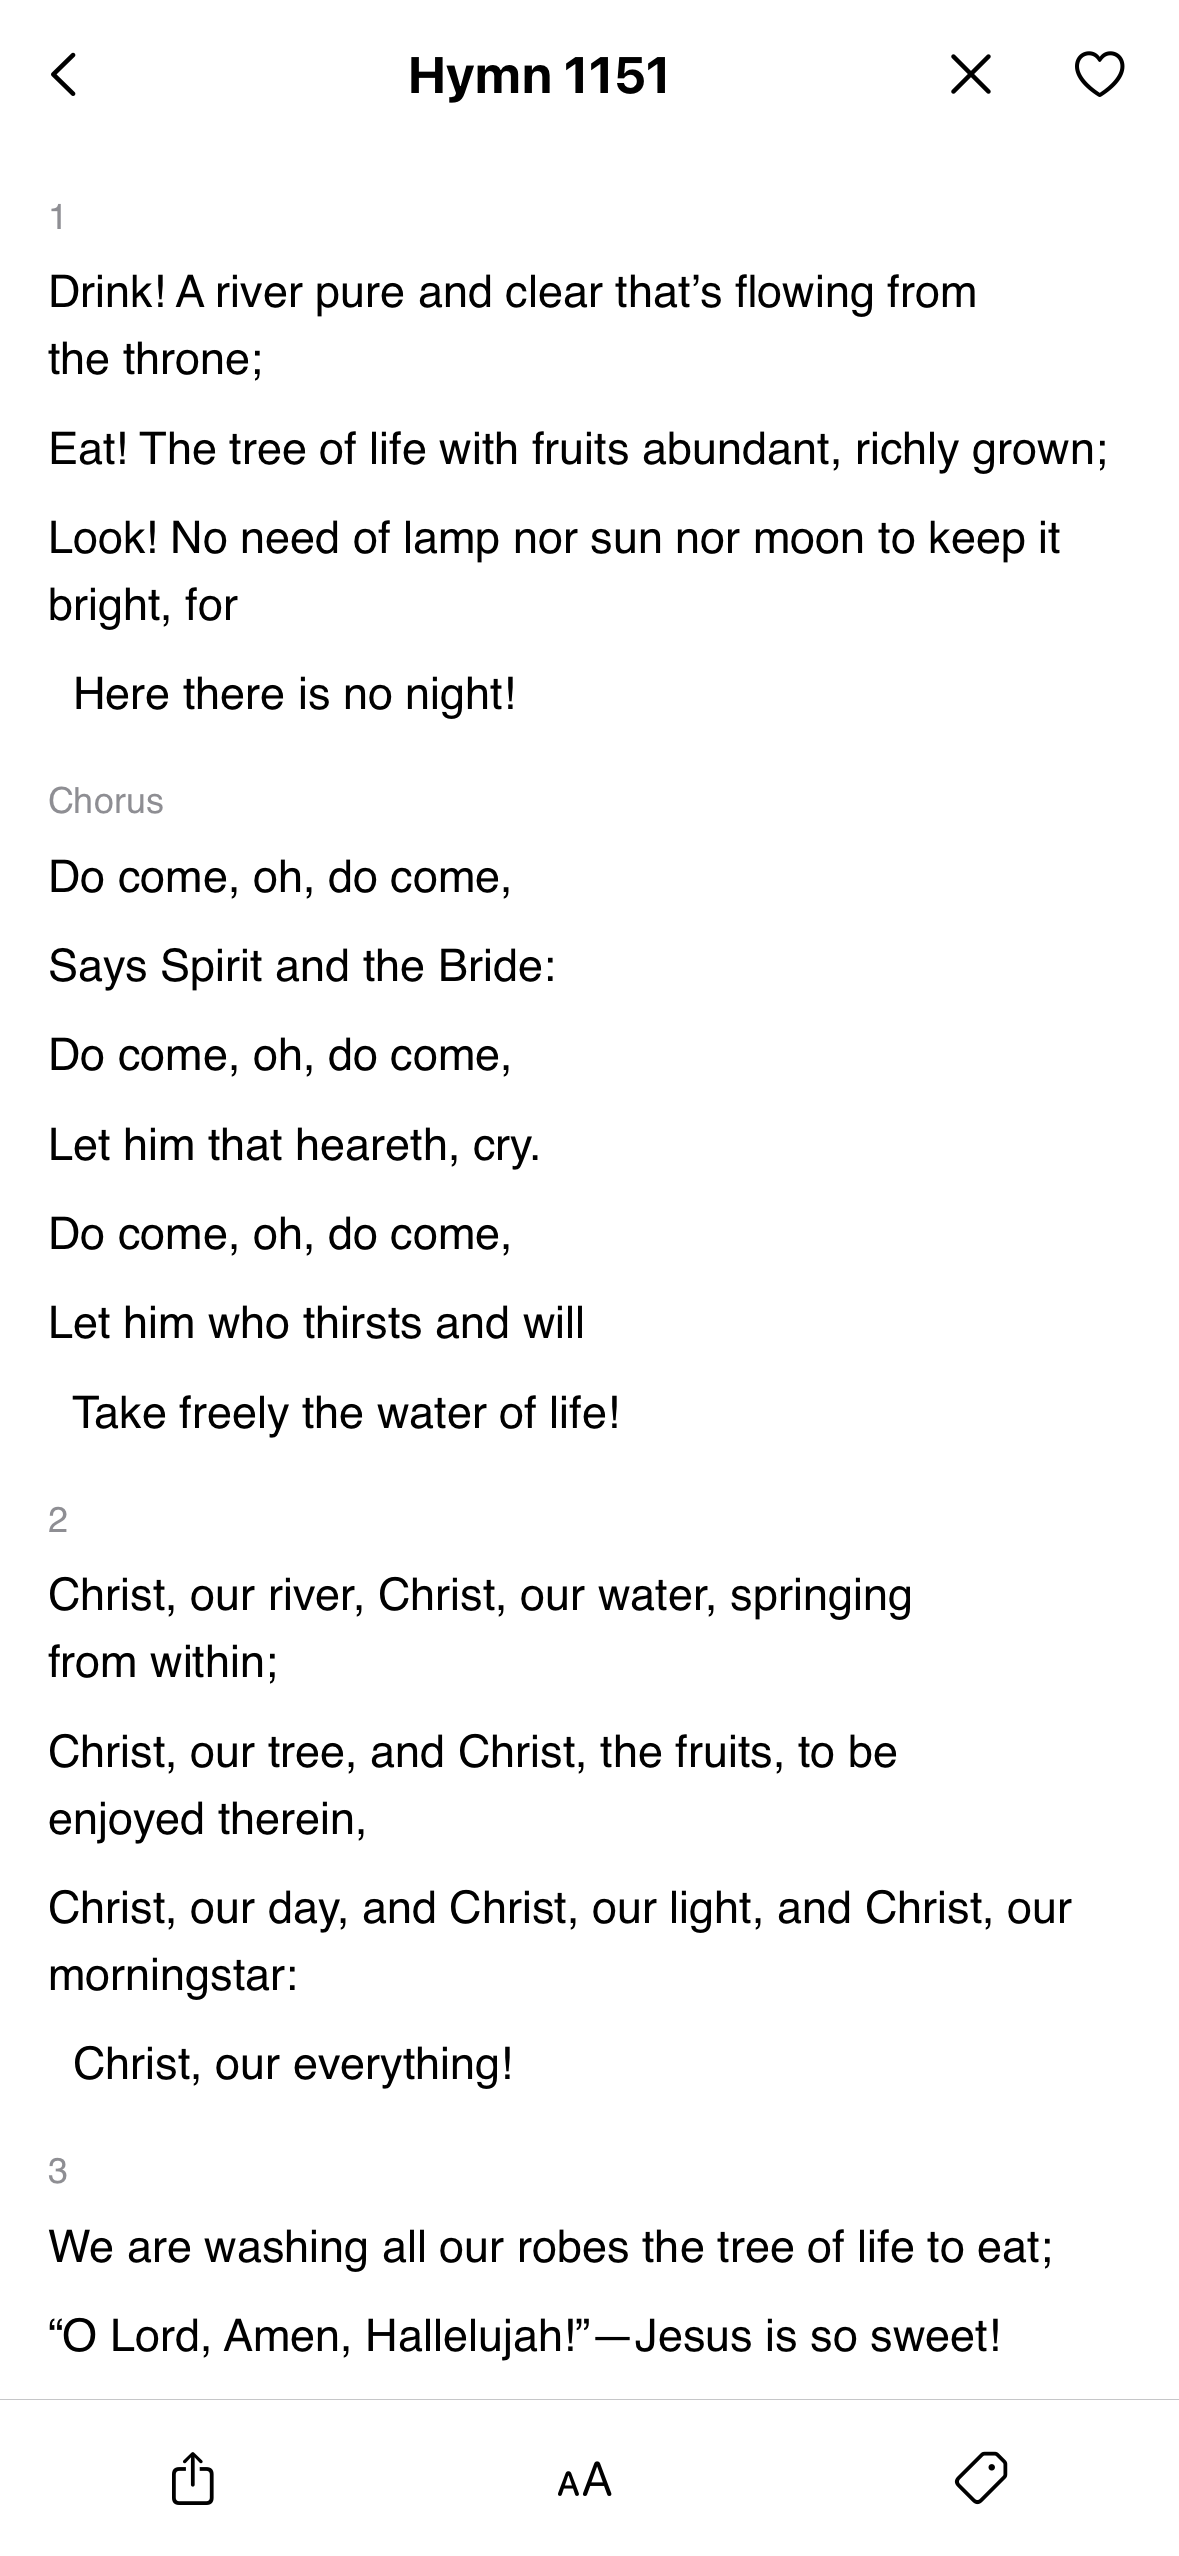 Hymn 1151
1
Drink! A river pure and clear that’s flowing from
the throne;
Eat! The tree of life with fruits abundant, richly grown;
Look! No need of lamp nor sun nor moon to keep it
bright, for
Here there is no night!
Chorus
Do come, oh, do come,
Says Spirit and the Bride:
Do come, oh, do come,
Let him that heareth, cry.
Do come, oh, do come,
Let him who thirsts and will
Take freely the water of life!
2
Christ, our river, Christ, our water, springing
from within;
Christ, our tree, and Christ, the fruits, to be
enjoyed therein,
Christ, our day, and Christ, our light, and Christ, our
morningstar:
Christ, our everything!
3
We are washing all our robes the tree of life to eat;
“O Lord, Amen, Hallelujah!”—Jesus is so sweet!
AA